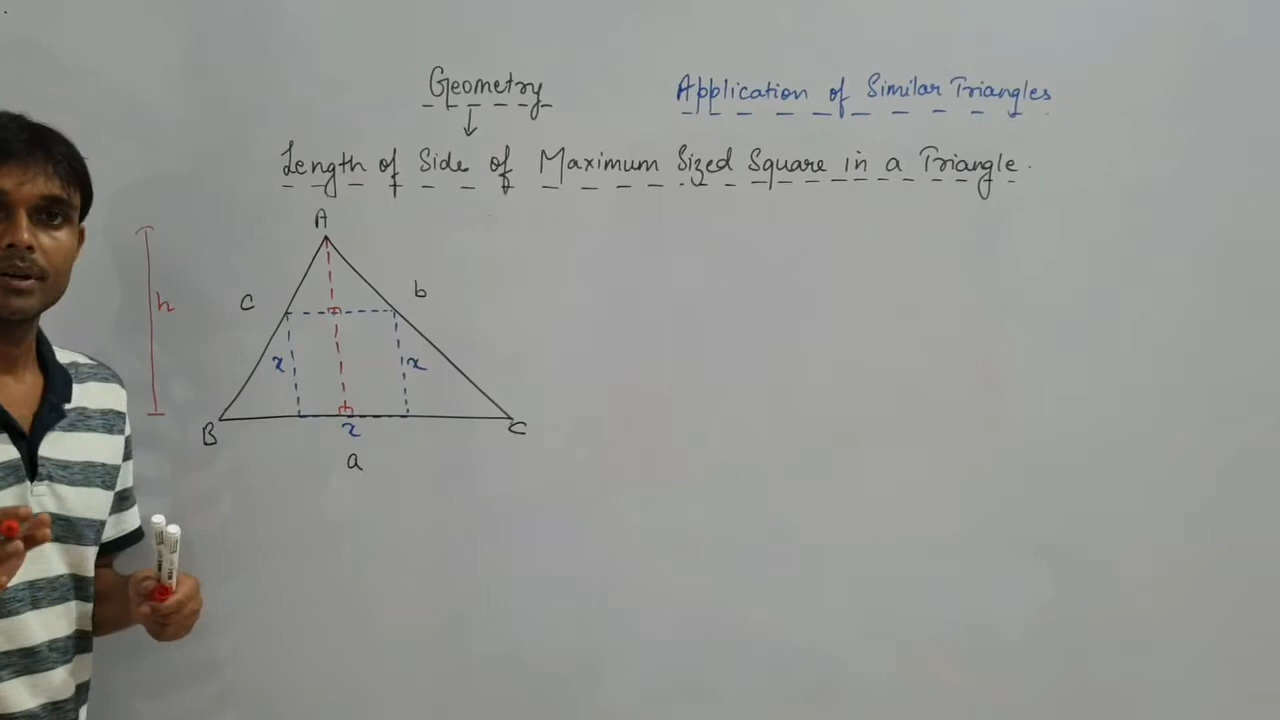 Geometry
Application of Similar Triangles
Length of Side of Maximum Sized Square in a Triangle.
A
c
b
h
x
x
B
x
C
a